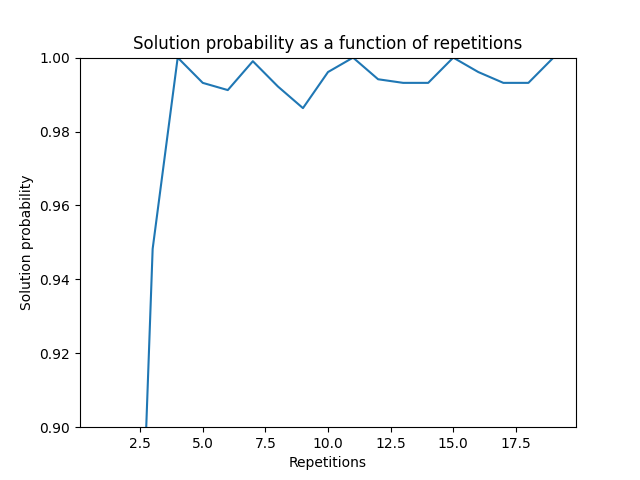 Solution probability as a function of repetitions
1.00
0.98
0.96
0.94
0.92
0.90
Solution probability
2.5 5.0 7.5 10.0 12.5 15.0 17.5
Repetitions